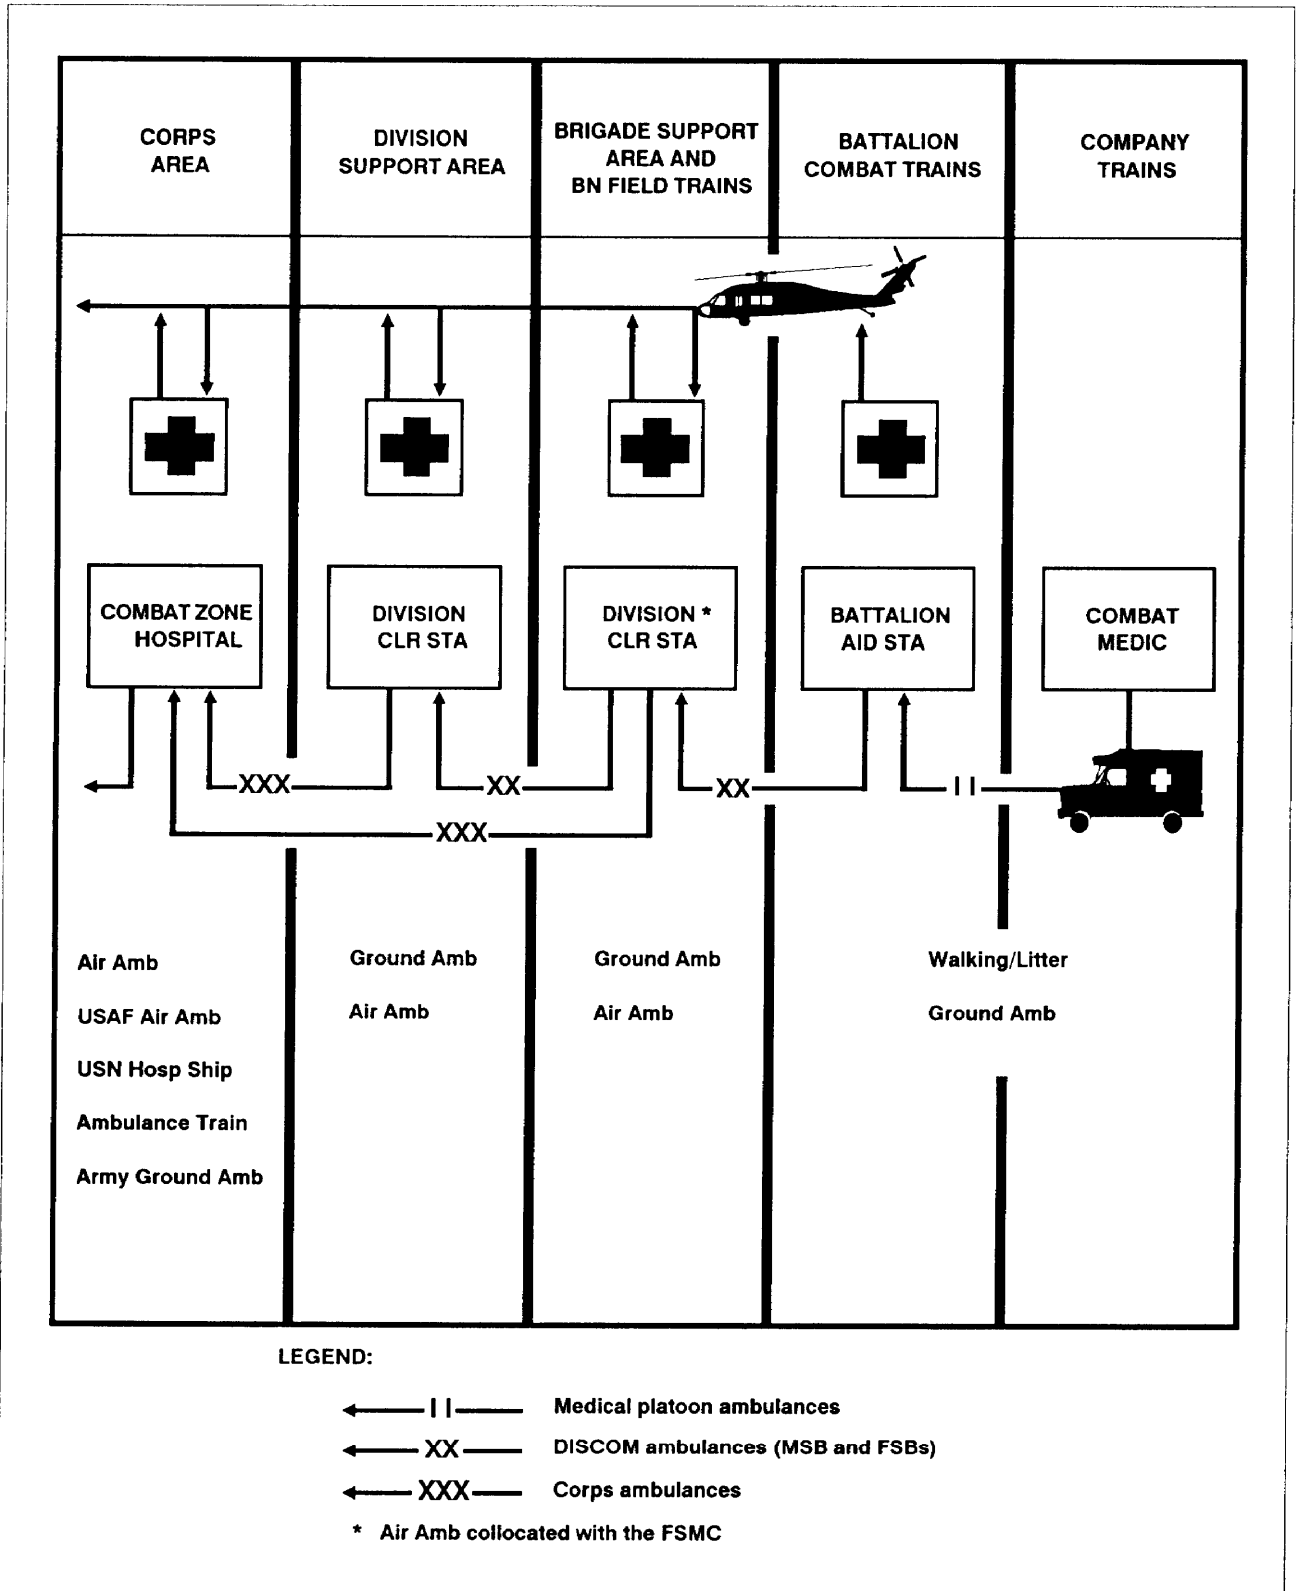 CORPS
AREA
DIVISION
SUPPORT AREA
BRIGADE SUPPORT
AREA AND
BN FIELD TRAINS
BATTALION
COMBAT TRAINS
COMPANY
TRAINS
COMBAT ZONE
HOSPITAL
DIVISION
CLR STA
DIVISION *
CLR STA
BATTALION
AID STA
COMBAT
MEDIC
XXX
XX
XX
II
XXX
Air Amb
USAF Air Amb
USN Hosp Ship
Ambulance Train
Army Ground Amb
Ground Amb
Air Amb
Ground Amb
Air Amb
Walking/Litter
Ground Amb
LEGEND:
II Medical platoon ambulances
XX DISCOM ambulances (MSB and FSBs)
XXX Corps ambulances
* Air Amb collocated with the FSMC